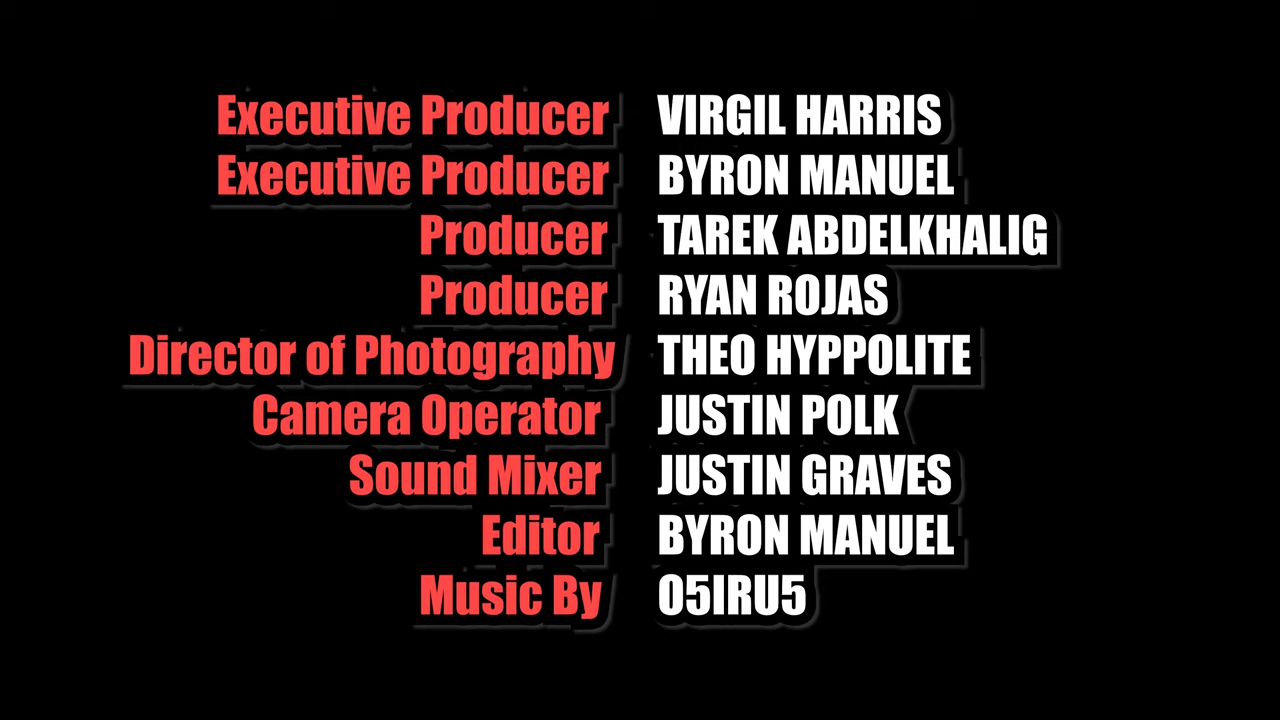 Executive Producer VIRGIL HARRIS
Executive Producer BYRON MANUEL
Producer TAREK ABDELKHALIG
Producer RYAN ROJAS
Director of Photography THEO HYPPOLITE
Camera Operator JUSTIN POLK
Sound Mixer JUSTIN GRAVES
Editor BYRON MANUEL
Music By O5IRU5